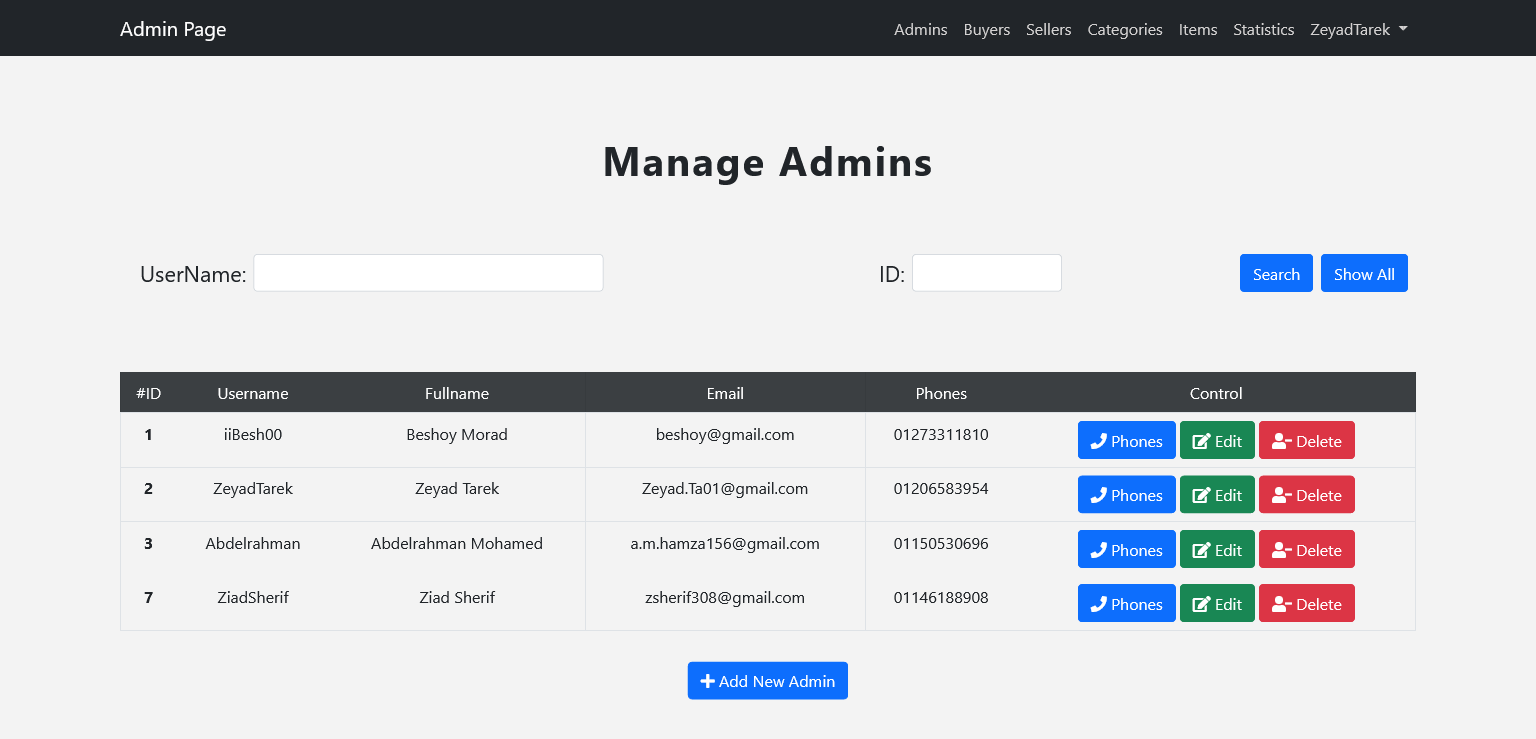 Admin Page Admins Buyers Sellers Categories Items Statistics ZeyadTarek
Manage Admins
UserName: ID: Search Show All
#ID Username Fullname Email Phones Control
1 iiBesh00 Beshoy Morad beshoy@gmail.com 01273311810 Phones Edit Delete
2 ZeyadTarek Zeyad Tarek Zeyad.Ta01@gmail.com 01206583954 Phones Edit Delete
3 Abdelrahman Abdelrahman Mohamed a.m.hamza156@gmail.com 01150530696 Phones Edit Delete
7 ZiadSherif Ziad Sherif zsherif308@gmail.com 01146188908 Phones Edit Delete
Add New Admin